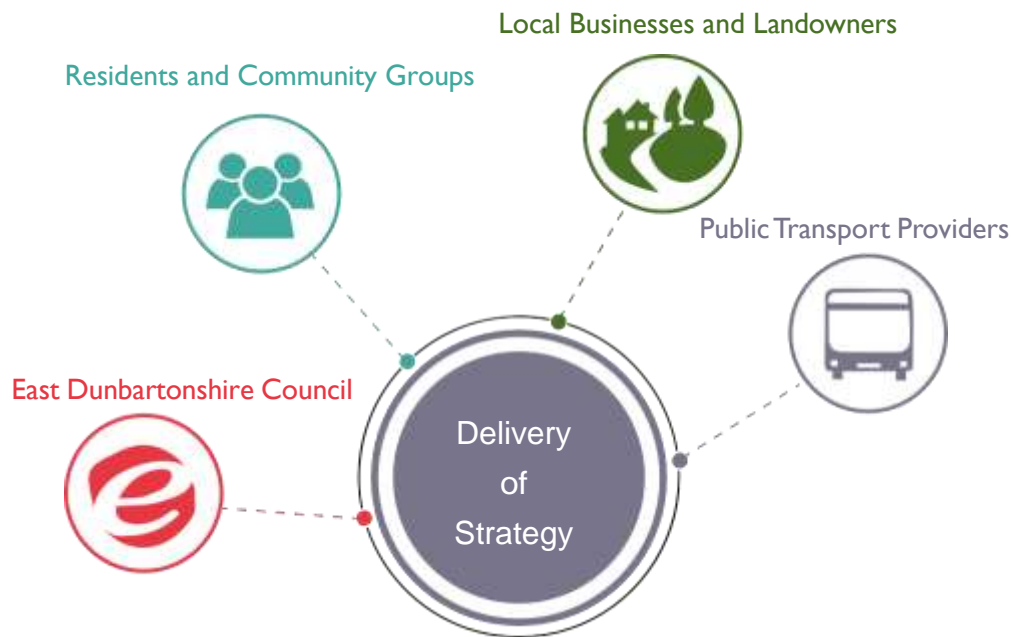 Local Businesses and Landowners
Residents and Community Groups
Public Transport Providers
East Dunbartonshire Council
Delivery
of
Strategy